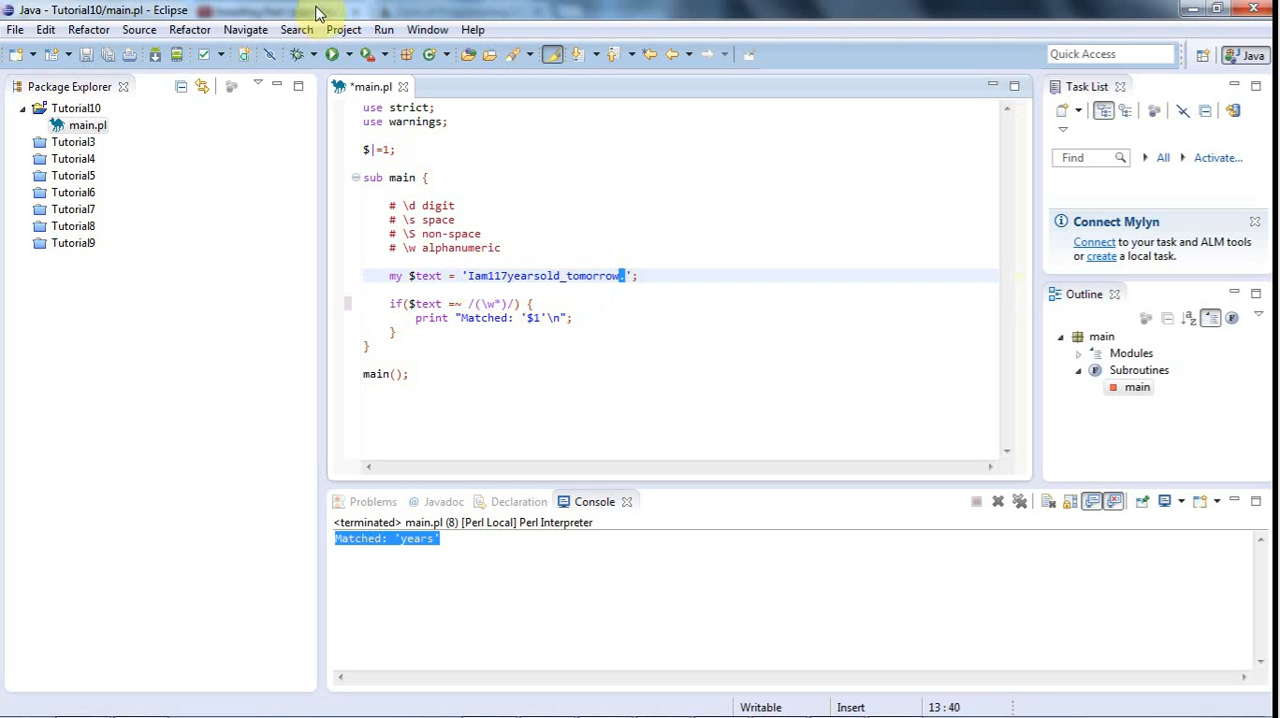 Java - Tutorial10/main.pl - Eclipse
File Edit Refactor Source Refactor Navigate Search Project Run Window Help
Quick Access
Java
Package Explorer
Tutorial10
main.pl
Tutorial3
Tutorial4
Tutorial5
Tutorial6
Tutorial7
Tutorial8
Tutorial9
*main.pl
use strict;
use warnings;
$|=1;
sub main {
# \d digit
# \s space
# \S non-space
# \w alphanumeric
my $text = 'Iam117yearsold_tomorrow.';
if($text =~ /(\w*)/) {
print "Matched: '$1'\n";
}
}
main();
Task List
Find All Activate...
Connect Mylyn
Connect to your task and ALM tools
or create a local task.
Outline
main
Modules
Subroutines
main
Problems @ Javadoc Declaration Console
<terminated> main.pl (8) [Perl Local] Perl Interpreter
Matched: 'years'
Writable Insert 13 : 40